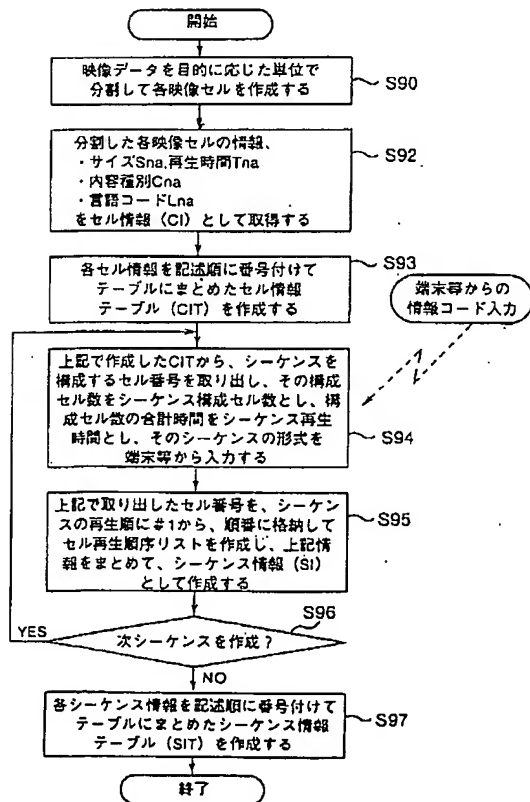 開始
映像データを目的に応じた単位で
分割して各映像セルを作成する
S90
分割した各映像セルの情報、
・サイズSna,再生時間Tna
・内容種別Cna
・言語コードLna
をセル情報（CI）として取得する
S92
各セル情報を記述順に番号付けて
テーブルにまとめたセル情報
テーブル（CIT）を作成する
S93
端末等からの
情報コード入力
上記で作成したCITから、シーケンスを
構成するセル番号を取り出し、その構成
セル数をシーケンス構成セル数とし、構
成セル数の合計時間をシーケンス再生
時間とし、そのシーケンスの形式を
端末等から入力する
S94
上記で取り出したセル番号を、シーケン
スの再生順に#1から、順番に格納して
セル再生順序リストを作成し、上記情
報をまとめて、シーケンス情報（SI）
として作成する
S95
次シーケンスを作成？
S96
YES
NO
各シーケンス情報を記述順に番号付けて
テーブルにまとめたシーケンス情報
テーブル（SIT）を作成する
S97
終了